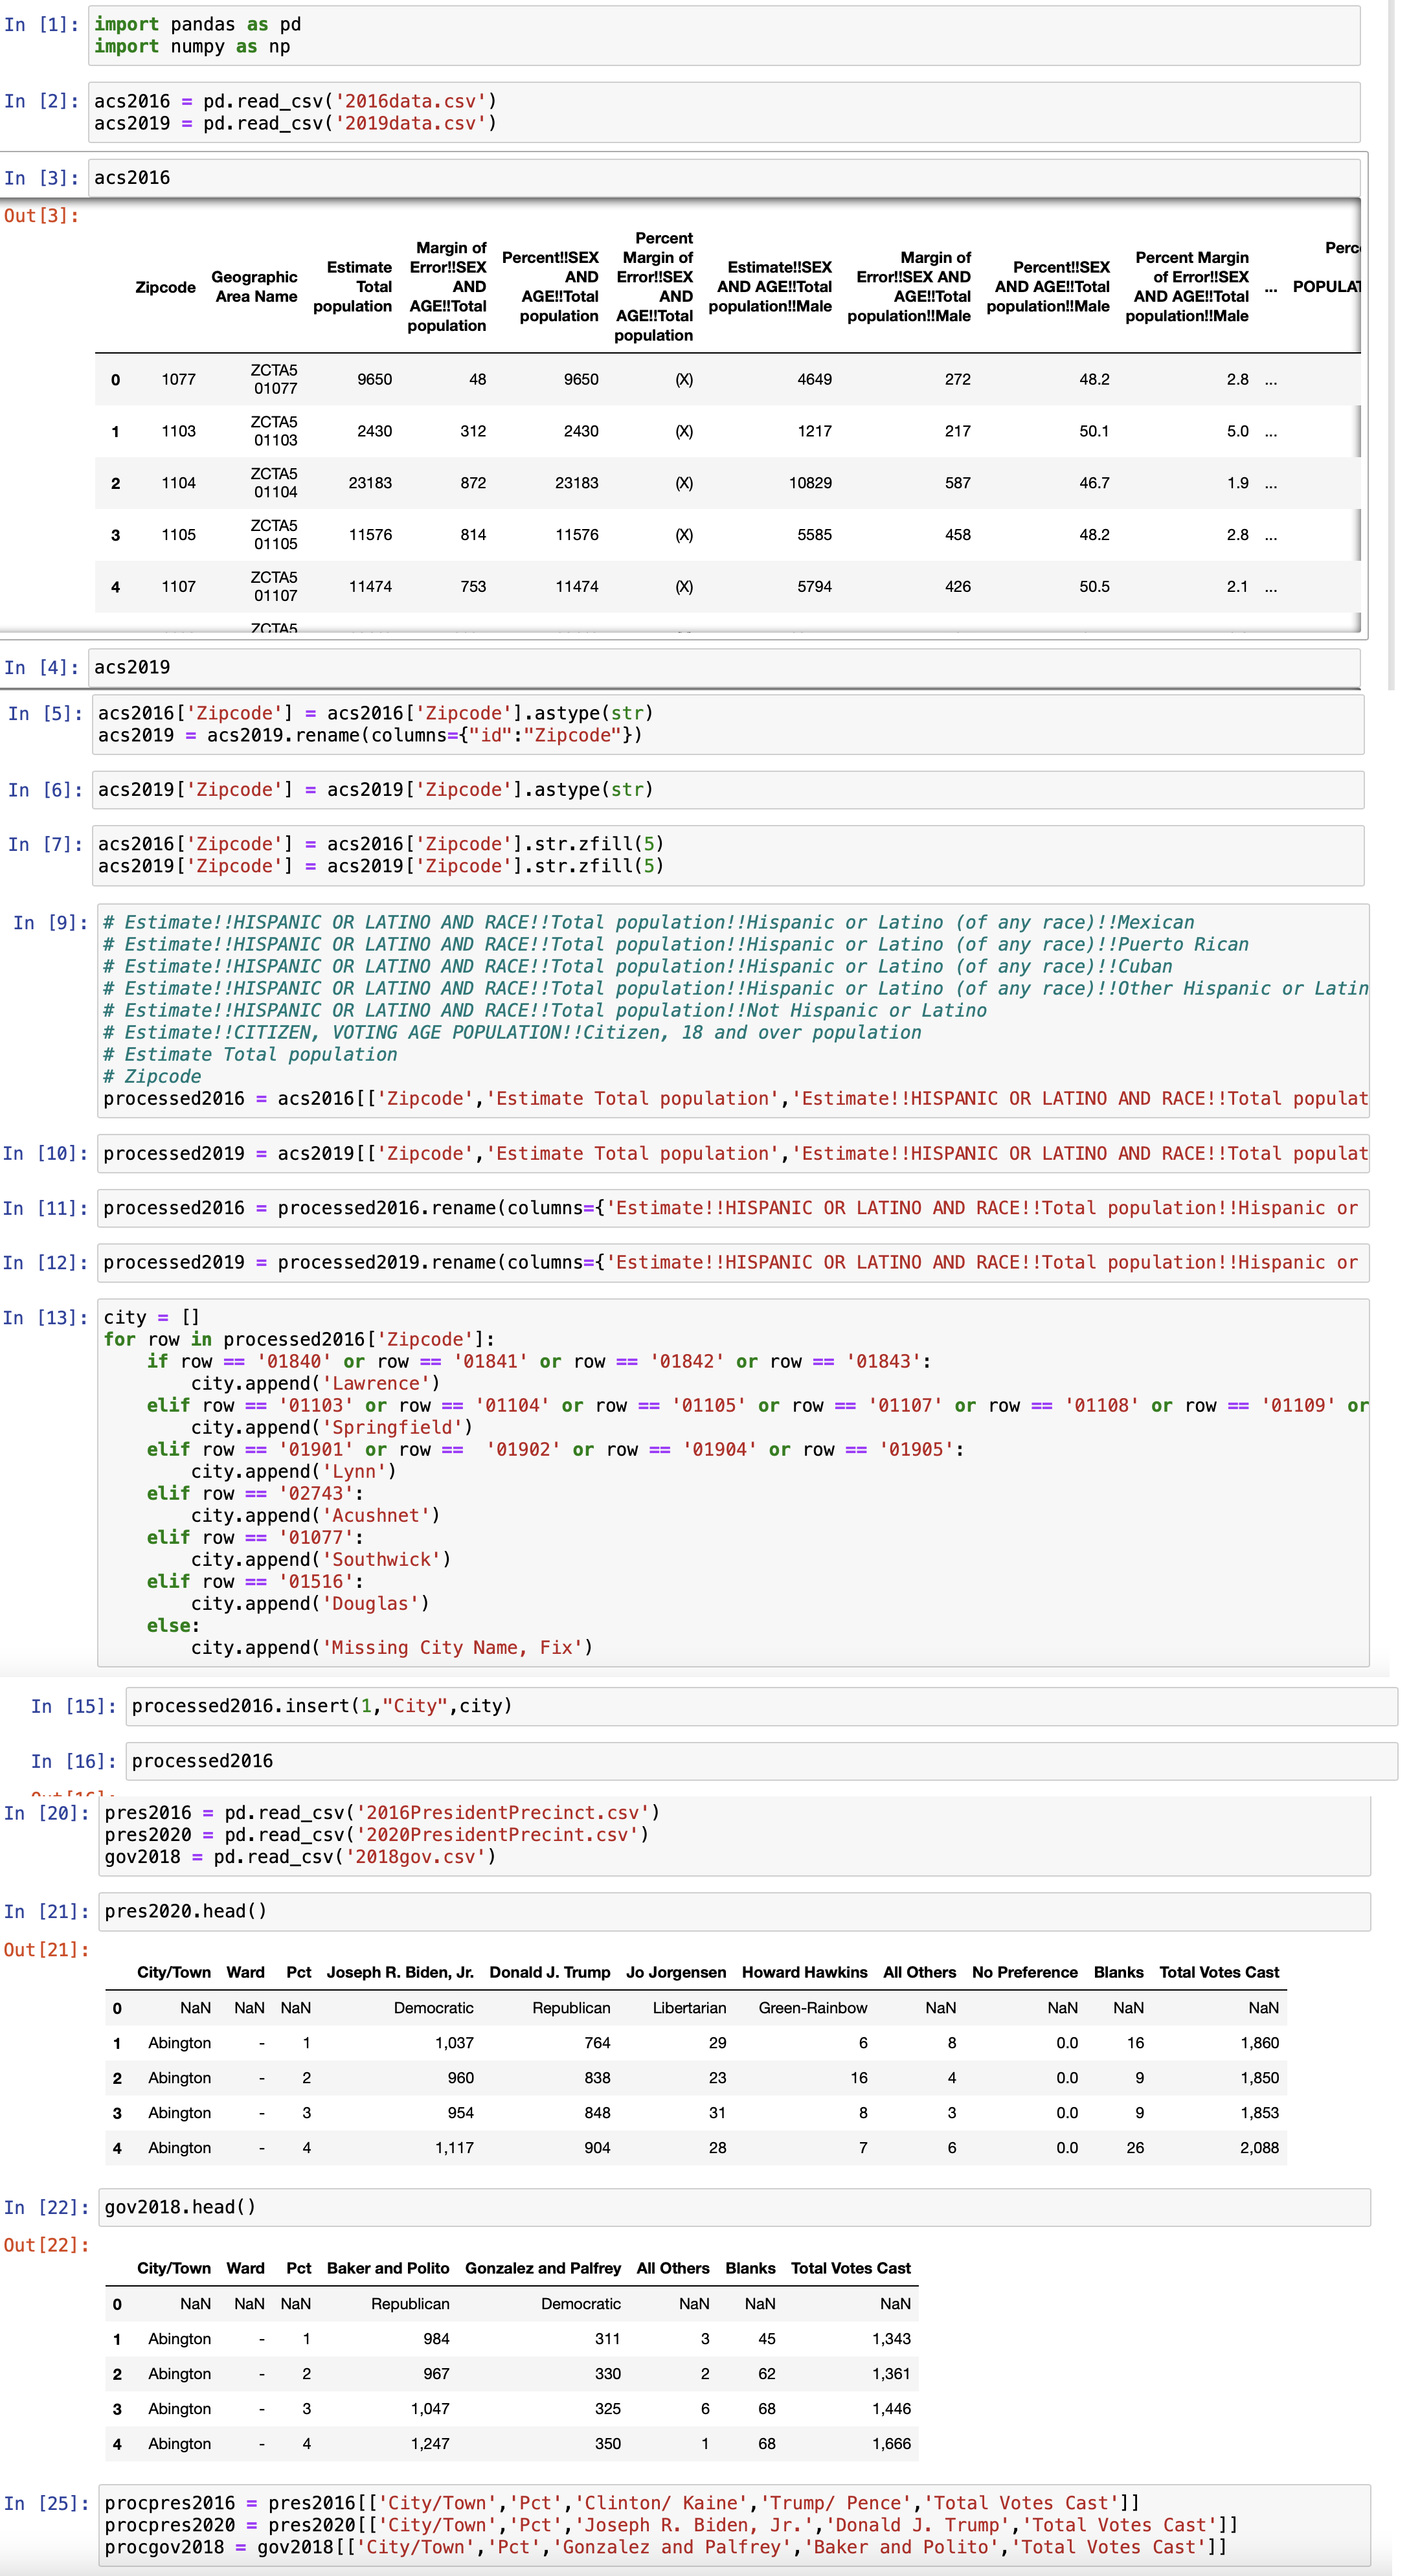 In [1]: import pandas as pd
import numpy as np
In [2]: acs2016 = pd.read_csv('2016data.csv')
acs2019 = pd.read_csv('2019data.csv')
In [3]: acs2016
Out[3]:
Zipcode Geographic Area Name Estimate Total population Margin of Error!!SEX AND AGE!!Total population Percent!!SEX AND AGE!!Total population Percent Margin of Error!!SEX AND AGE!!Total population Estimate!!SEX AND AGE!!Total population!!Male Margin of Error!!SEX AND AGE!!Total population!!Male Percent!!SEX AND AGE!!Total population!!Male Percent Margin of Error!!SEX AND AGE!!Total population!!Male ... Perc POPULAT
0 1077 ZCTA5 01077 9650 48 9650 (X) 4649 272 48.2 2.8 ...
1 1103 ZCTA5 01103 2430 312 2430 (X) 1217 217 50.1 5.0 ...
2 1104 ZCTA5 01104 23183 872 23183 (X) 10829 587 46.7 1.9 ...
3 1105 ZCTA5 01105 11576 814 11576 (X) 5585 458 48.2 2.8 ...
4 1107 ZCTA5 01107 11474 753 11474 (X) 5794 426 50.5 2.1 ...
ZCTA5
In [4]: acs2019
In [5]: acs2016['Zipcode'] = acs2016['Zipcode'].astype(str)
acs2019 = acs2019.rename(columns={"id":"Zipcode"})
In [6]: acs2019['Zipcode'] = acs2019['Zipcode'].astype(str)
In [7]: acs2016['Zipcode'] = acs2016['Zipcode'].str.zfill(5)
acs2019['Zipcode'] = acs2019['Zipcode'].str.zfill(5)
In [9]: # Estimate!!HISPANIC OR LATINO AND RACE!!Total population!!Hispanic or Latino (of any race)!!Mexican
# Estimate!!HISPANIC OR LATINO AND RACE!!Total population!!Hispanic or Latino (of any race)!!Puerto Rican
# Estimate!!HISPANIC OR LATINO AND RACE!!Total population!!Hispanic or Latino (of any race)!!Cuban
# Estimate!!HISPANIC OR LATINO AND RACE!!Total population!!Hispanic or Latino (of any race)!!Other Hispanic or Latin
# Estimate!!HISPANIC OR LATINO AND RACE!!Total population!!Not Hispanic or Latino
# Estimate!!CITIZEN, VOTING AGE POPULATION!!Citizen, 18 and over population
# Estimate Total population
# Zipcode
processed2016 = acs2016[['Zipcode','Estimate Total population','Estimate!!HISPANIC OR LATINO AND RACE!!Total populat
In [10]: processed2019 = acs2019[['Zipcode','Estimate Total population','Estimate!!HISPANIC OR LATINO AND RACE!!Total populat
In [11]: processed2016 = processed2016.rename(columns={'Estimate!!HISPANIC OR LATINO AND RACE!!Total population!!Hispanic or
In [12]: processed2019 = processed2019.rename(columns={'Estimate!!HISPANIC OR LATINO AND RACE!!Total population!!Hispanic or
In [13]: city = []
for row in processed2016['Zipcode']:
if row == '01840' or row == '01841' or row == '01842' or row == '01843':
city.append('Lawrence')
elif row == '01103' or row == '01104' or row == '01105' or row == '01107' or row == '01108' or row == '01109' or
city.append('Springfield')
elif row == '01901' or row == '01902' or row == '01904' or row == '01905':
city.append('Lynn')
elif row == '02743':
city.append('Acushnet')
elif row == '01077':
city.append('Southwick')
elif row == '01516':
city.append('Douglas')
else:
city.append('Missing City Name, Fix')
In [15]: processed2016.insert(1,"City",city)
In [16]: processed2016
In [20]: pres2016 = pd.read_csv('2016PresidentPrecinct.csv')
pres2020 = pd.read_csv('2020PresidentPrecint.csv')
gov2018 = pd.read_csv('2018gov.csv')
In [21]: pres2020.head()
Out[21]:
City/Town Ward Pct Joseph R. Biden, Jr. Donald J. Trump Jo Jorgensen Howard Hawkins All Others No Preference Blanks Total Votes Cast
0 NaN NaN NaN Democratic Republican Libertarian Green-Rainbow NaN NaN NaN NaN
1 Abington - 1 1,037 764 29 6 8 0.0 16 1,860
2 Abington - 2 960 838 23 16 4 0.0 9 1,850
3 Abington - 3 954 848 31 8 3 0.0 9 1,853
4 Abington - 4 1,117 904 28 7 6 0.0 26 2,088
In [22]: gov2018.head()
Out[22]:
City/Town Ward Pct Baker and Polito Gonzalez and Palfrey All Others Blanks Total Votes Cast
0 NaN NaN NaN Republican Democratic NaN NaN NaN
1 Abington - 1 984 311 3 45 1,343
2 Abington - 2 967 330 2 62 1,361
3 Abington - 3 1,047 325 6 68 1,446
4 Abington - 4 1,247 350 1 68 1,666
In [25]: procpres2016 = pres2016[['City/Town','Pct','Clinton/ Kaine','Trump/ Pence','Total Votes Cast']]
procpres2020 = pres2020[['City/Town','Pct','Joseph R. Biden, Jr.','Donald J. Trump','Total Votes Cast']]
procgov2018 = gov2018[['City/Town','Pct','Gonzalez and Palfrey','Baker and Polito','Total Votes Cast']]